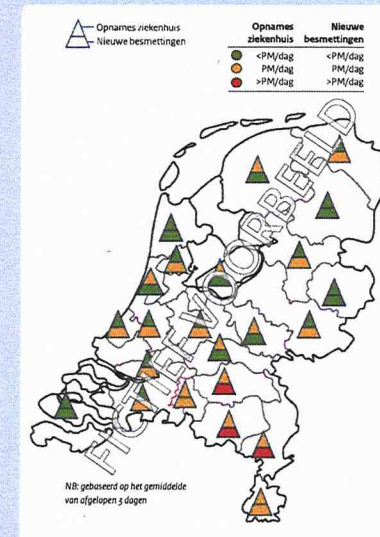 Opnames ziekenhuis
Nieuwe besmettingen
Opnames ziekenhuis Nieuwe besmettingen
<PM/dag <PM/dag
PM/dag PM/dag
>PM/dag >PM/dag
FICTIEF VOORBEELD
NB: gebaseerd op het gemiddelde
van afgelopen 3 dagen